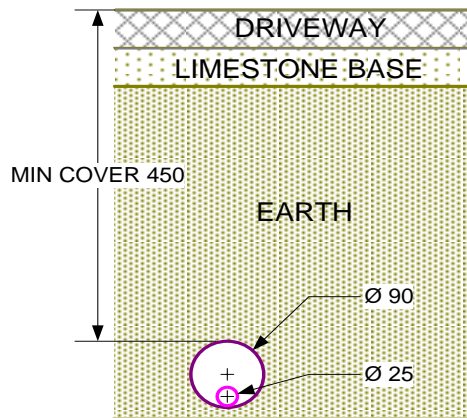 DRIVEWAY
LIMESTONE BASE
MIN COVER 450
EARTH
Ø 90
Ø 25